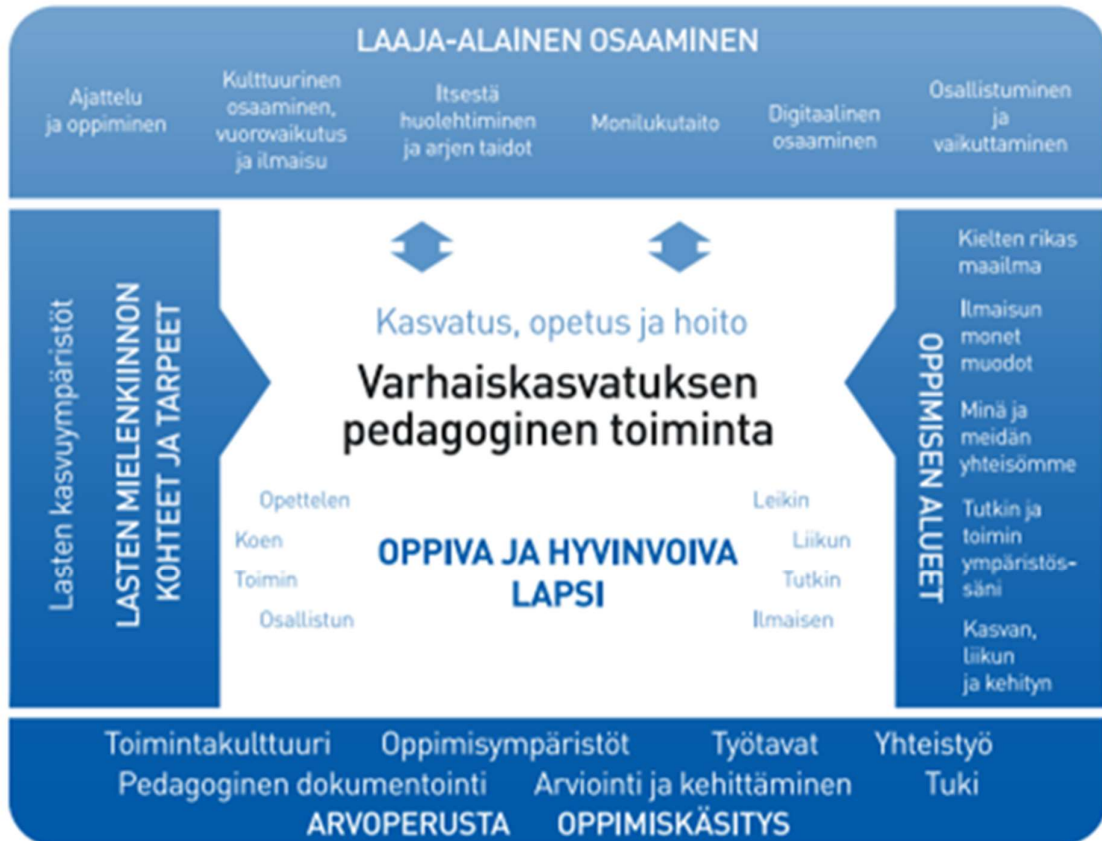 LAAJA-ALAINEN OSAAMINEN
Ajattelu
ja oppiminen
Kulttuurinen
osaaminen,
vuorovaikutus
ja ilmaisu
Itsestä
huolehtiminen
ja arjen taidot
Monilukutaito
Digitaalinen
osaaminen
Osallistuminen
ja
vaikuttaminen
Lasten kasvuympäristöt
LASTEN MIELENKIINNON
KOHTEET JA TARPEET
Kasvatus, opetus ja hoito
Varhaiskasvatuksen
pedagoginen toiminta
Opettelen
Koen
Toimin
Osallistun
OPPIVA JA HYVINVOIVA
LAPSI
Leikin
Liikun
Tutkin
Ilmaisen
OPPIMISEN ALUEET
Kielten rikas
maailma
Ilmaisun
monet
muodot
Minä ja
meidän
yhteisömme
Tutkin ja
toimin
ympäristös-
säni
Kasvan,
liikun
ja kehityn
Toimintakulttuuri Oppimisympäristöt Työtavat Yhteistyö
Pedagoginen dokumentointi Arviointi ja kehittäminen Tuki
ARVOPERUSTA OPPIMISKÄSITYS